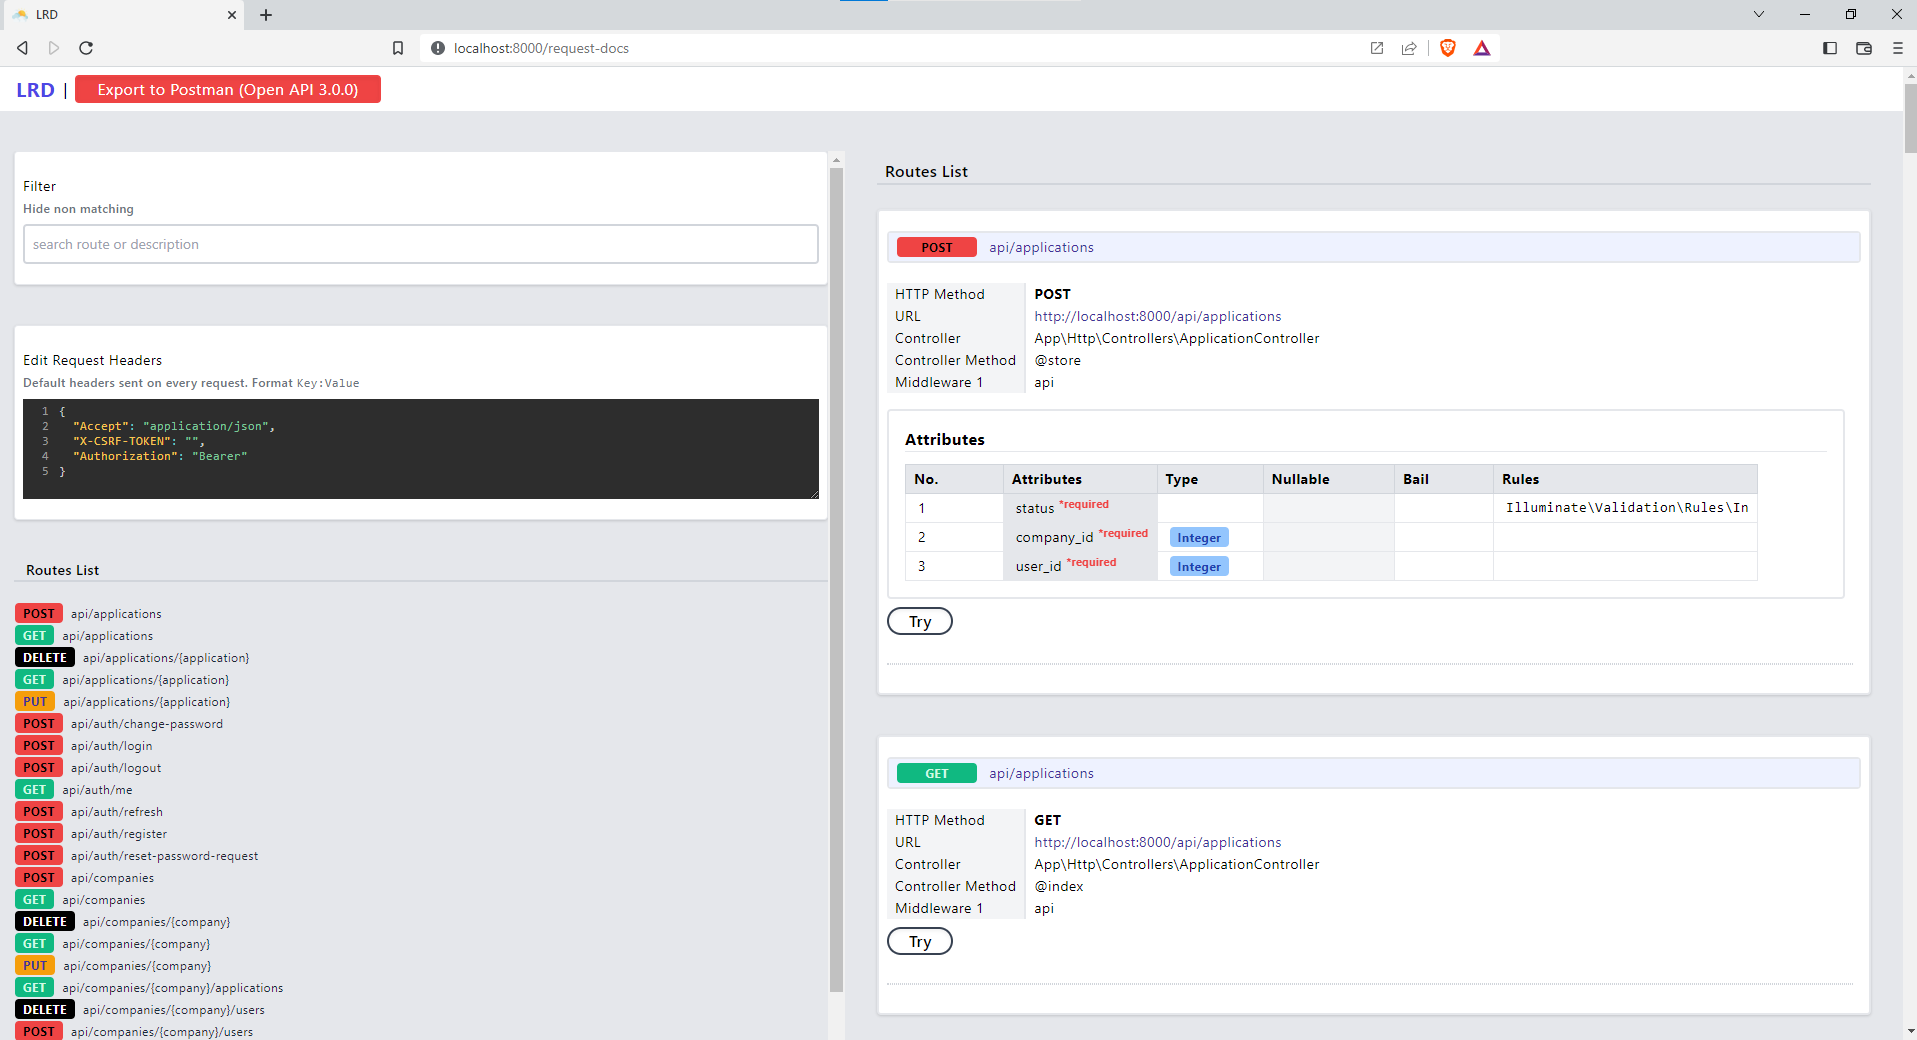 LRD
localhost:8000/request-docs
LRD | Export to Postman (Open API 3.0.0)
Filter
Hide non matching
search route or description
Edit Request Headers
Default headers sent on every request. Format Key:Value
1 {
2 "Accept": "application/json",
3 "X-CSRF-TOKEN": "",
4 "Authorization": "Bearer"
5 }
Routes List
POST api/applications
GET api/applications
DELETE api/applications/{application}
GET api/applications/{application}
PUT api/applications/{application}
POST api/auth/change-password
POST api/auth/login
POST api/auth/logout
GET api/auth/me
POST api/auth/refresh
POST api/auth/register
POST api/auth/reset-password-request
POST api/companies
GET api/companies
DELETE api/companies/{company}
GET api/companies/{company}
PUT api/companies/{company}
GET api/companies/{company}/applications
DELETE api/companies/{company}/users
POST api/companies/{company}/users
Routes List
POST api/applications
HTTP Method POST
URL http://localhost:8000/api/applications
Controller App\Http\Controllers\ApplicationController
Controller Method @store
Middleware 1 api
Attributes
No. Attributes Type Nullable Bail Rules
1 status *required Illuminate\Validation\Rules\In
2 company_id *required Integer
3 user_id *required Integer
Try
GET api/applications
HTTP Method GET
URL http://localhost:8000/api/applications
Controller App\Http\Controllers\ApplicationController
Controller Method @index
Middleware 1 api
Try